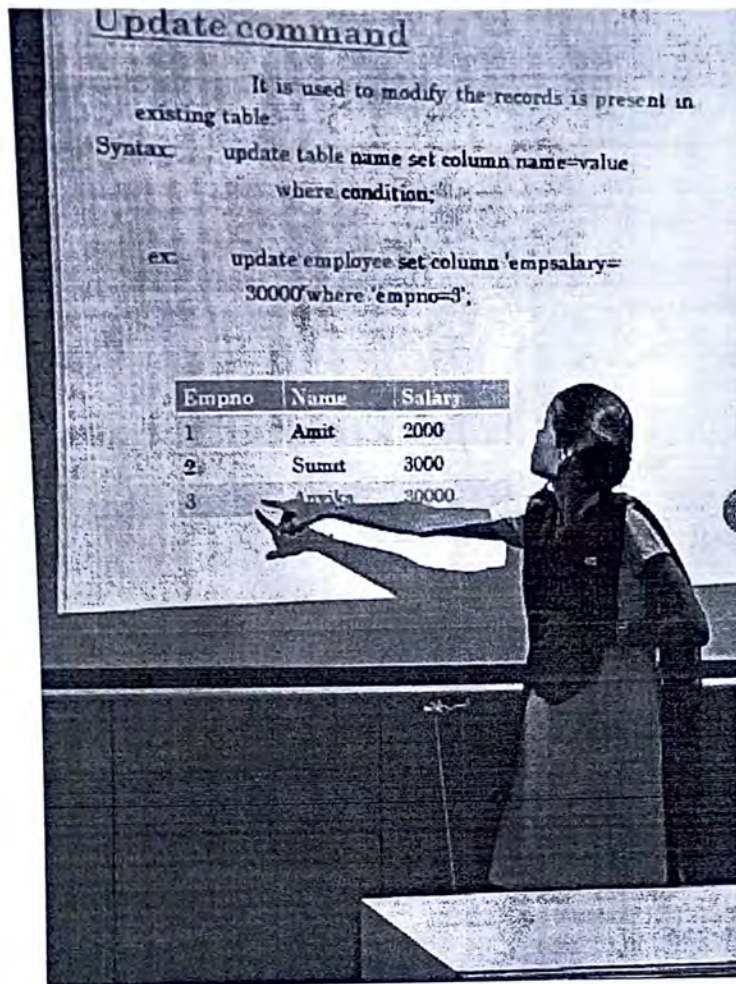 Update command
It is used to modify the records is present in
existing table.
Syntax: update table name set column name=value
where condition;
ex: update employee set column 'empsalary=
30000' where 'empno=3';
Empno Name Salary
1 Amit 2000
2 Sumit 3000
3 30000